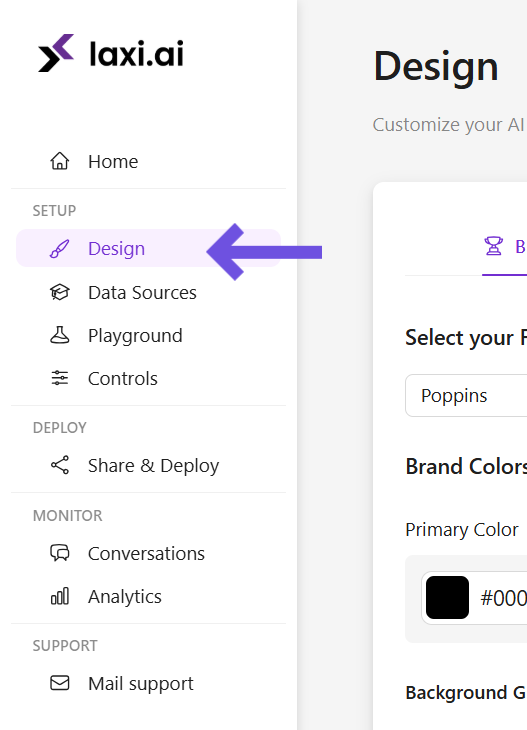 laxi.ai
Home
SETUP
Design
Data Sources
Playground
Controls
DEPLOY
Share & Deploy
MONITOR
Conversations
Analytics
SUPPORT
Mail support
Design
Customize your AI
B
Select your F
Poppins
Brand Colors
Primary Color
#000
Background G